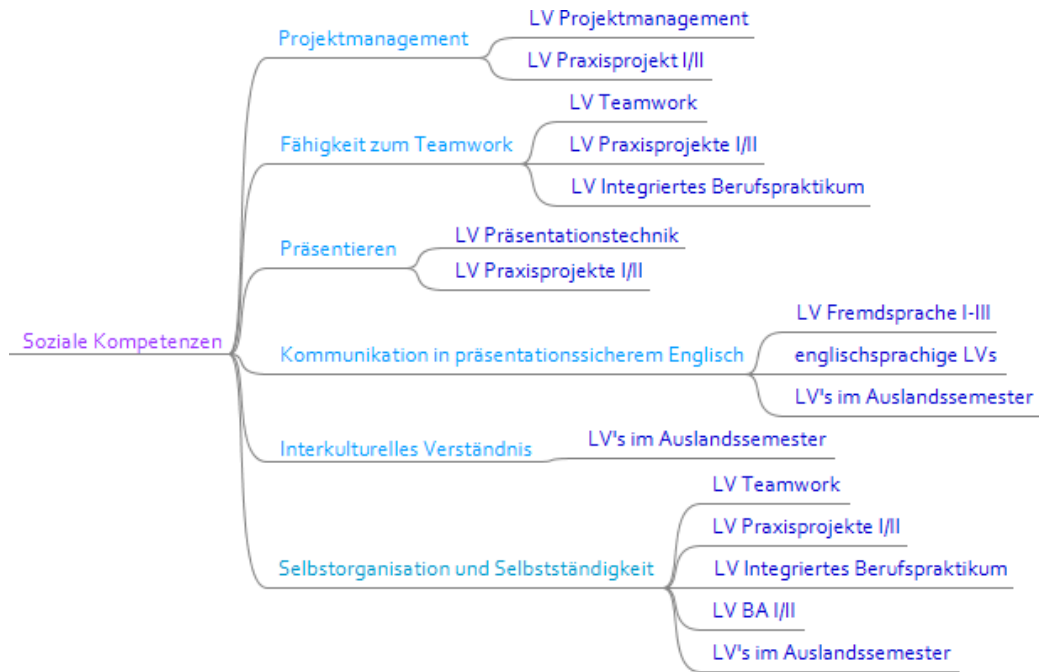 Soziale Kompetenzen
Projektmanagement
LV Projektmanagement
LV Praxisprojekt I/II
Fähigkeit zum Teamwork
LV Teamwork
LV Praxisprojekte I/II
LV Integriertes Berufspraktikum
Präsentieren
LV Präsentationstechnik
LV Praxisprojekte I/II
Kommunikation in präsentationssicherem Englisch
LV Fremdsprache I-III
englischsprachige LVs
LV's im Auslandssemester
Interkulturelles Verständnis
LV's im Auslandssemester
Selbstorganisation und Selbstständigkeit
LV Teamwork
LV Praxisprojekte I/II
LV Integriertes Berufspraktikum
LV BA I/II
LV's im Auslandssemester